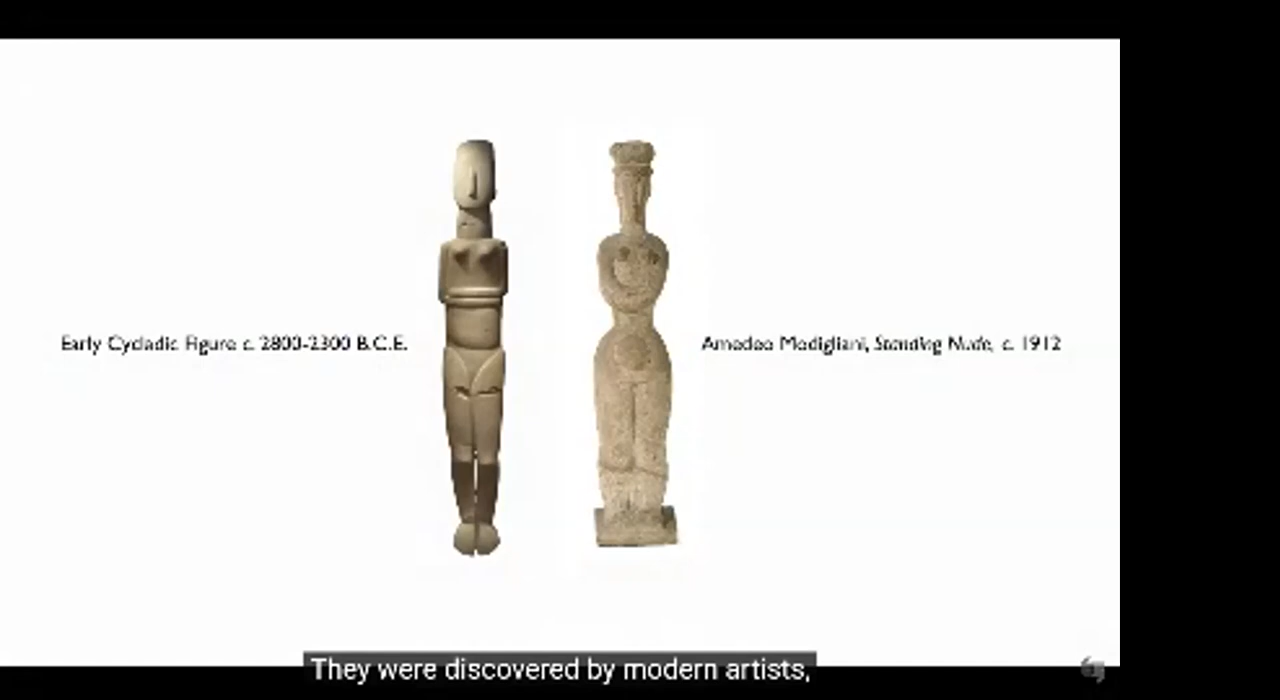 Early Cycladic Figure c. 2800-2300 B.C.E.
Amedeo Modigliani, Standing Nude, c. 1912
They were discovered by modern artists,